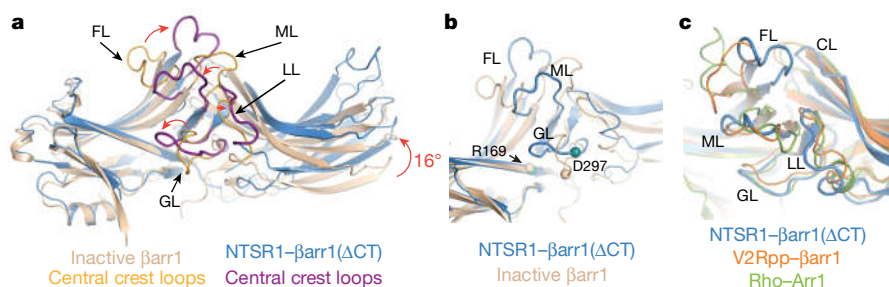 a
FL
ML
LL
GL
16°
Inactive βarr1
Central crest loops
NTSR1–βarr1(ΔCT)
Central crest loops
b
FL
ML
GL
R169
D297
NTSR1–βarr1(ΔCT)
Inactive βarr1
c
FL
CL
ML
LL
GL
NTSR1–βarr1(ΔCT)
V2Rpp–βarr1
Rho–Arr1